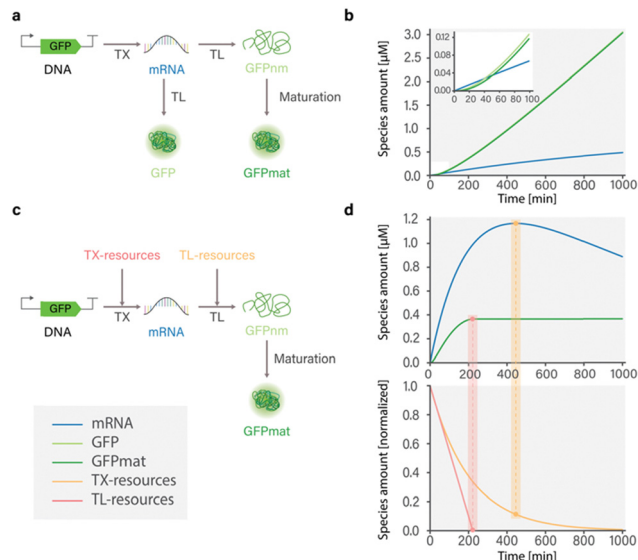 a
GFP
DNA
TX
mRNA
TL
GFPnm
TL
Maturation
GFP
GFPmat
b
Species amount [µM]
3.0
2.5
2.0
1.5
1.0
0.5
0.0
0.12
0.08
0.04
0.00
0 20 40 60 80 100
0 200 400 600 800 1000
Time [min]
c
TX-resources
TL-resources
GFP
DNA
TX
mRNA
TL
GFPnm
Maturation
GFPmat
mRNA
GFP
GFPmat
TX-resources
TL-resources
d
Species amount [µM]
1.2
1.0
0.8
0.6
0.4
0.2
0.0
0 200 400 600 800 1000
Species amount [normalized]
1.0
0.8
0.6
0.4
0.2
0.0
0 200 400 600 800 1000
Time [min]